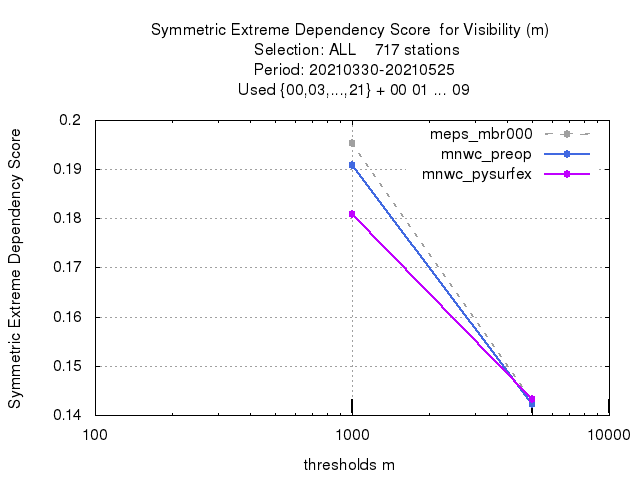 Symmetric Extreme Dependency Score  for Visibility (m)
Selection: ALL    717 stations
Period: 20210330-20210525
Used {00,03,...,21} + 00 01 ... 09
Symmetric Extreme Dependency Score
0.2
0.19
0.18
0.17
0.16
0.15
0.14
meps_mbr000
mnwc_preop
mnwc_pysurfex
100
1000
10000
thresholds m